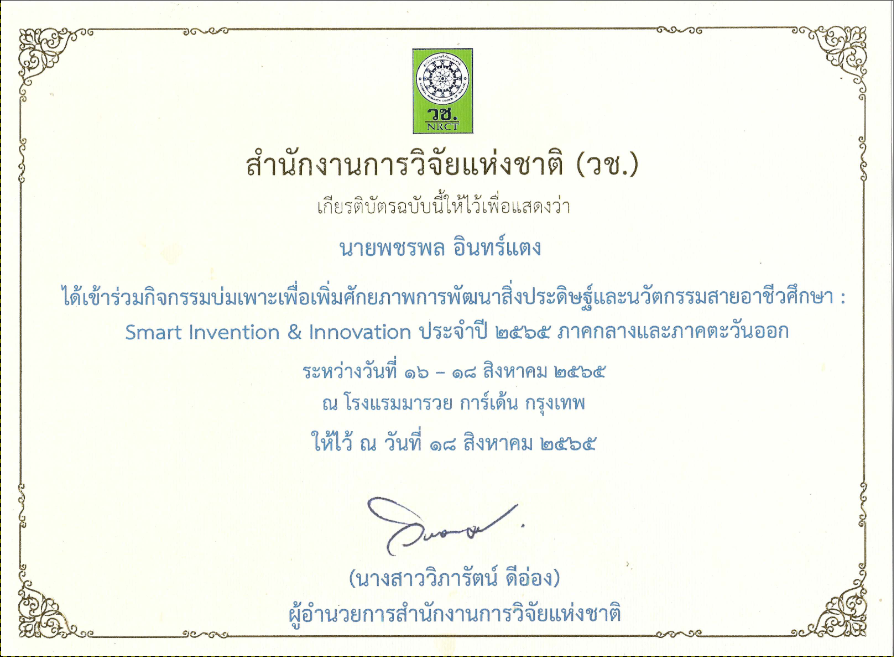 วช.
NRCT
สำนักงานการวิจัยแห่งชาติ (วช.)
เกียรติบัตรฉบับนี้ให้ไว้เพื่อแสดงว่า
นายพชรพล อินทร์แตง
ได้เข้าร่วมกิจกรรมบ่มเพาะเพื่อเพิ่มศักยภาพการพัฒนาสิ่งประดิษฐ์และนวัตกรรมสายอาชีวศึกษา :
Smart Invention & Innovation ประจำปี ๒๕๖๕ ภาคกลางและภาคตะวันออก
ระหว่างวันที่ ๑๖ – ๑๘ สิงหาคม ๒๕๖๕
ณ โรงแรมมารวย การ์เด้น กรุงเทพ
ให้ไว้ ณ วันที่ ๑๘ สิงหาคม ๒๕๖๕
(นางสาววิภารัตน์ ดีอ่อง)
ผู้อำนวยการสำนักงานการวิจัยแห่งชาติ